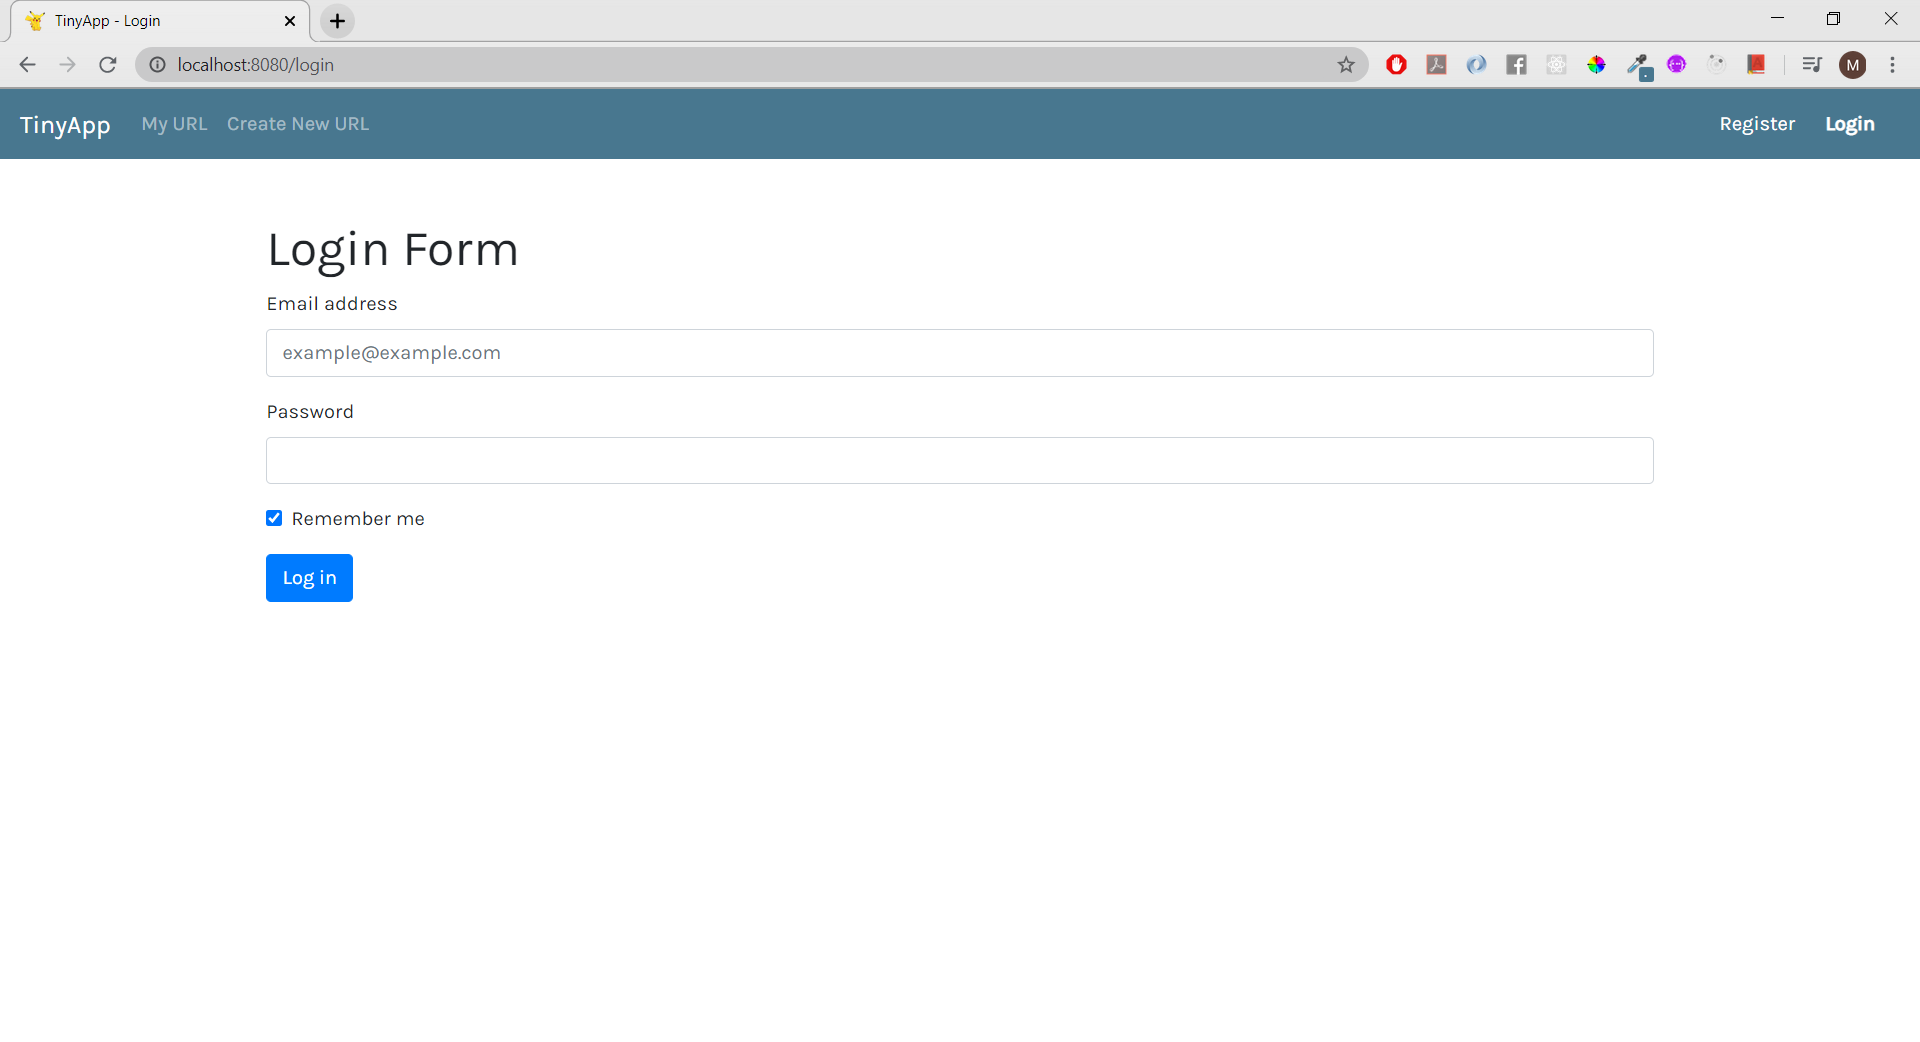 TinyApp - Login
localhost:8080/login
M
TinyApp My URL Create New URL Register Login
Login Form
Email address
example@example.com
Password
Remember me
Log in